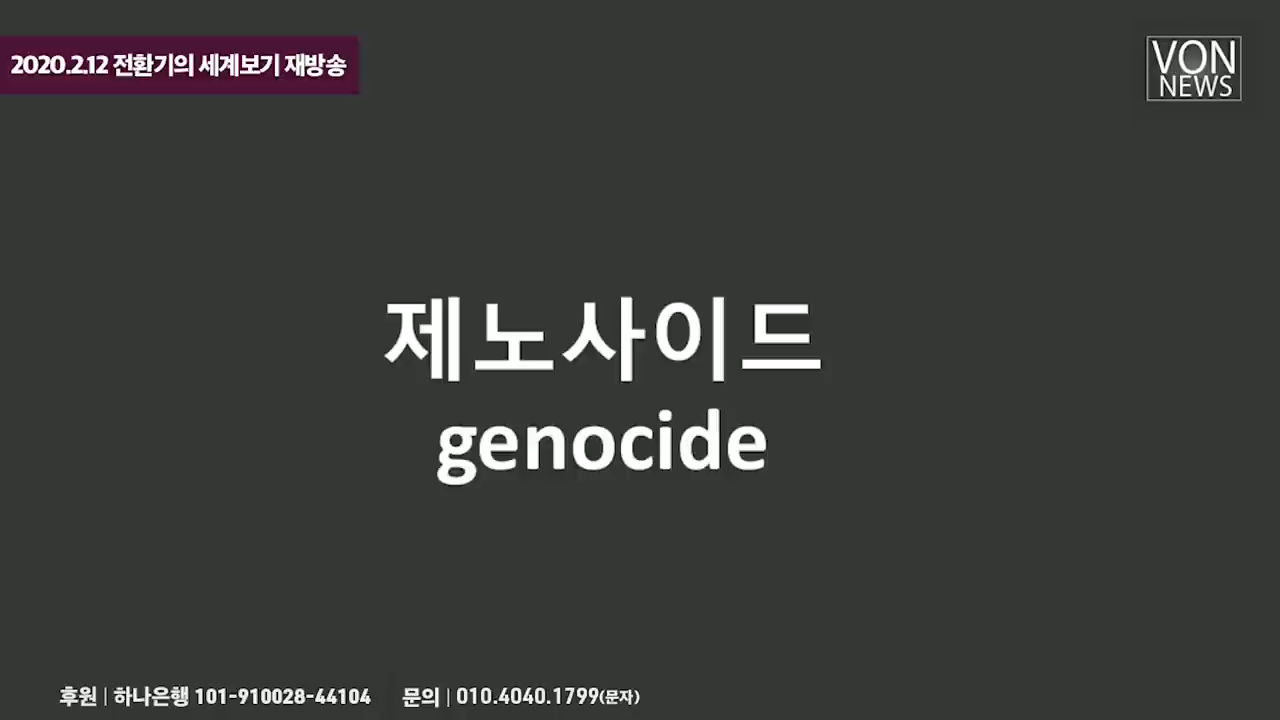 2020.2.12 전환기의 세계보기 재방송
VON
NEWS
제노사이드
genocide
후원 | 하나은행 101-910028-44104 문의 | 010.4040.1799(문자)